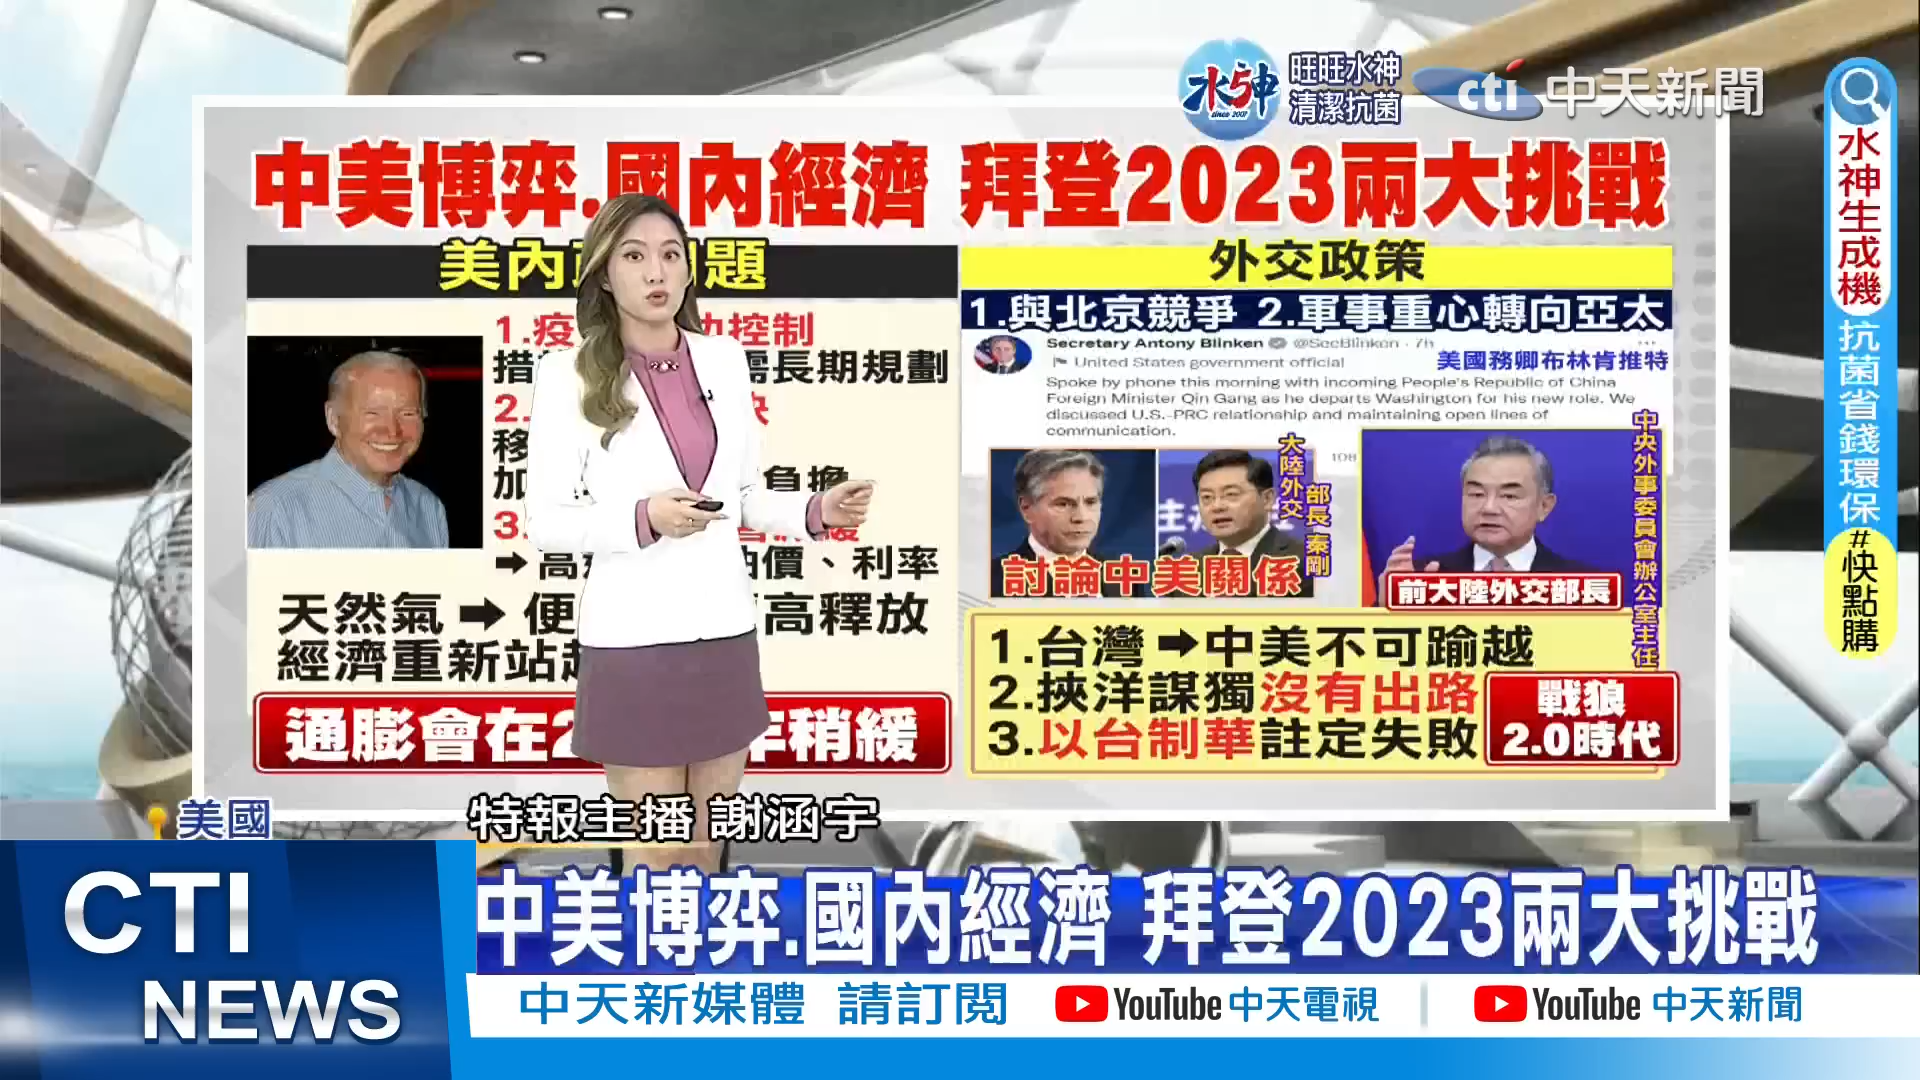 水神
since 2007
旺旺水神
清潔抗菌
cti 中天新聞
水神生成機
抗菌省錢環保
#快點購
中美博弈.國內經濟 拜登2023兩大挑戰
美內 題
1.疫 控制
措 需長期規劃
2.
移
加 負擔
3.
➡高 油價、利率
天然氣➡便 高釋放
經濟重新站起
通膨會在2 年稍緩
外交政策
1.與北京競爭 2.軍事重心轉向亞太
Secretary Antony Blinken @SecBlinken · 7h
United States government official
美國務卿布林肯推特
Spoke by phone this morning with incoming People's Republic of China
Foreign Minister Qin Gang as he departs Washington for his new role. We
discussed U.S.-PRC relationship and maintaining open lines of
communication.
108
大陸外交
部長秦剛
討論中美關係
中央外事委員會辦公室主任
前大陸外交部長
1.台灣➡中美不可踰越
2.挾洋謀獨沒有出路
3.以台制華註定失敗
戰狼
2.0時代
美國
特報主播 謝涵宇
CTI
NEWS
中美博弈.國內經濟 拜登2023兩大挑戰
中天新媒體 請訂閱 YouTube 中天電視 YouTube 中天新聞